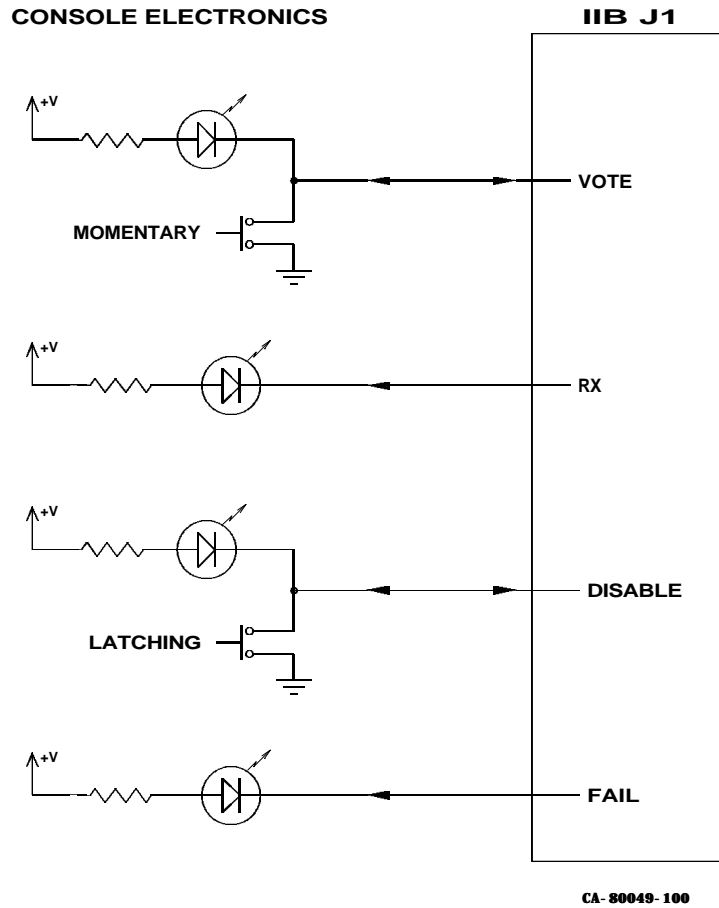 CONSOLE ELECTRONICS
IIB J1
+V
VOTE
MOMENTARY
+V
RX
+V
DISABLE
LATCHING
+V
FAIL
CA-80049-100